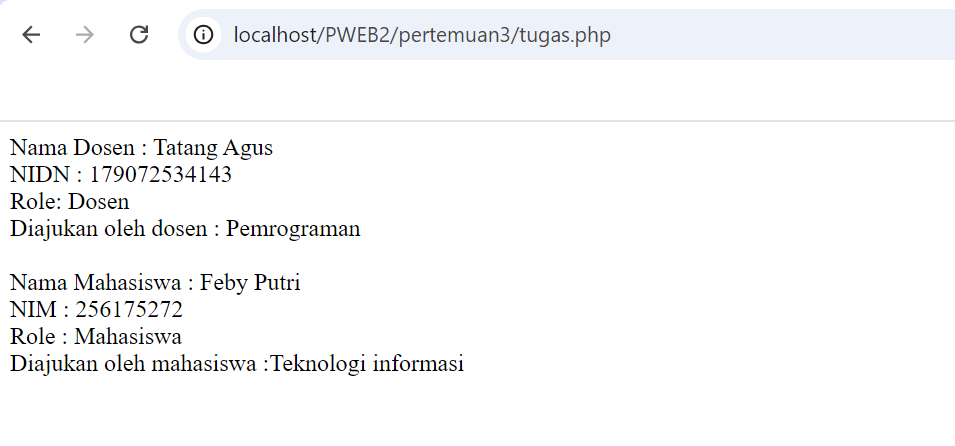 localhost/PWEB2/pertemuan3/tugas.php
Nama Dosen : Tatang Agus
NIDN : 179072534143
Role: Dosen
Diajukan oleh dosen : Pemrograman
Nama Mahasiswa : Feby Putri
NIM : 256175272
Role : Mahasiswa
Diajukan oleh mahasiswa :Teknologi informasi